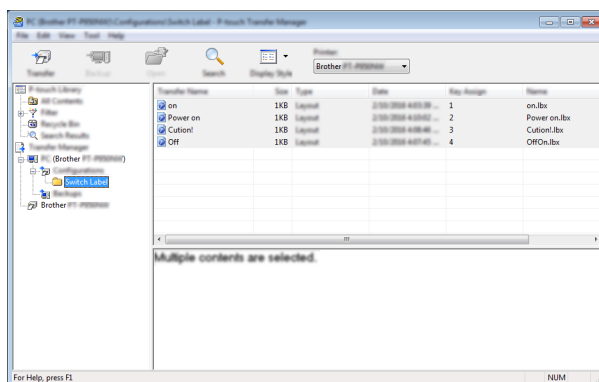 PC (Brother PT-P850NW)\Configurations\Switch Label - P-touch Transfer Manager
File Edit View Tool Help
Transfer Backup Open Search Display Style
Printer:
Brother
P-touch Library
All Contents
Filter
Recycle Bin
Search Results
Transfer Manager
PC (Brother
Configurations
Switch Label
Backups
Brother
Transfer Name Size Type Date Key Assign Name
on 1KB Layout 1 on.lbx
Power on 1KB Layout 2 Power on.lbx
Cution! 1KB Layout 3 Cution!.lbx
Off 1KB Layout 4 OffOn.lbx
Multiple contents are selected.
For Help, press F1 NUM